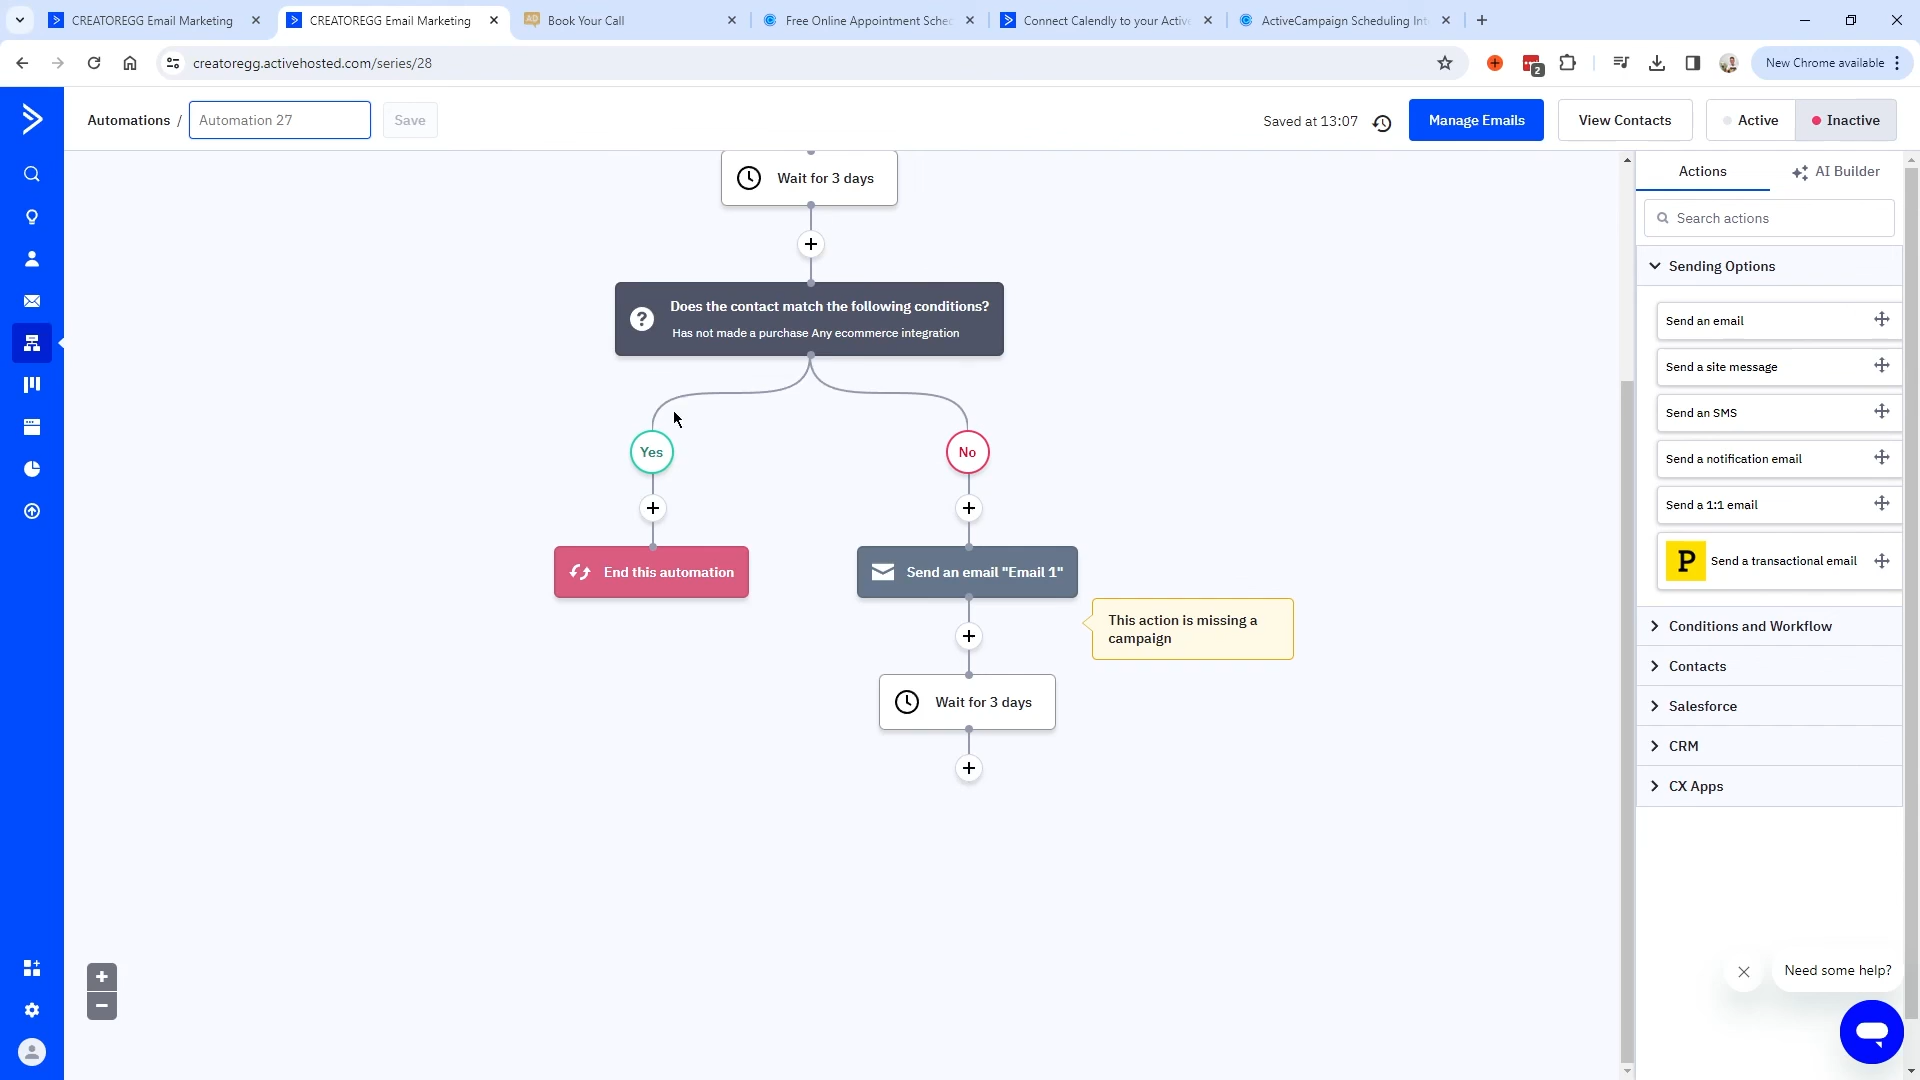 CREATOREGG Email Marketing
CREATOREGG Email Marketing
AD
Book Your Call
Free Online Appointment Sched
Connect Calendly to your Active
ActiveCampaign Scheduling Int
creatoregg.activehosted.com/series/28
2
New Chrome available
Automations / Automation 27
Save
Saved at 13:07
Manage Emails
View Contacts
Active
Inactive
Wait for 3 days
Does the contact match the following conditions?
Has not made a purchase Any ecommerce integration
Yes
No
End this automation
Send an email "Email 1"
This action is missing a
campaign
Wait for 3 days
Actions
AI Builder
Search actions
Sending Options
Send an email
Send a site message
Send an SMS
Send a notification email
Send a 1:1 email
P
Send a transactional email
Conditions and Workflow
Contacts
Salesforce
CRM
CX Apps
Need some help?